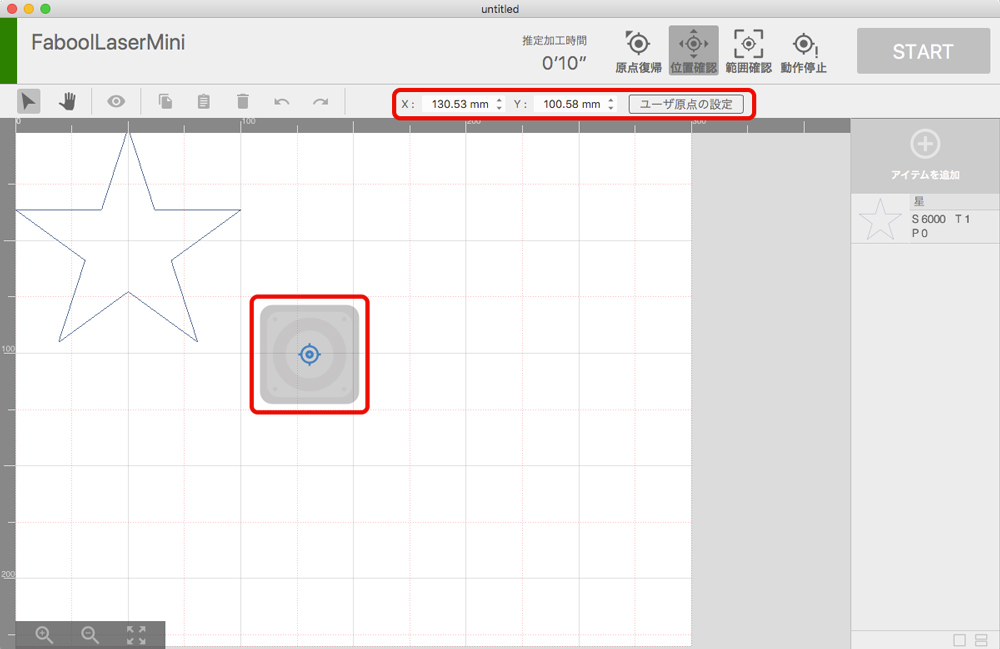 untitled
FaboolLaserMini
推定加工時間
0’10”
原点復帰
位置確認
範囲確認
動作停止
START
X : 130.53 mm Y : 100.58 mm ユーザ原点の設定
0 100 200 300
アイテムを追加
星
S 6000 T 1
P 0
100
200